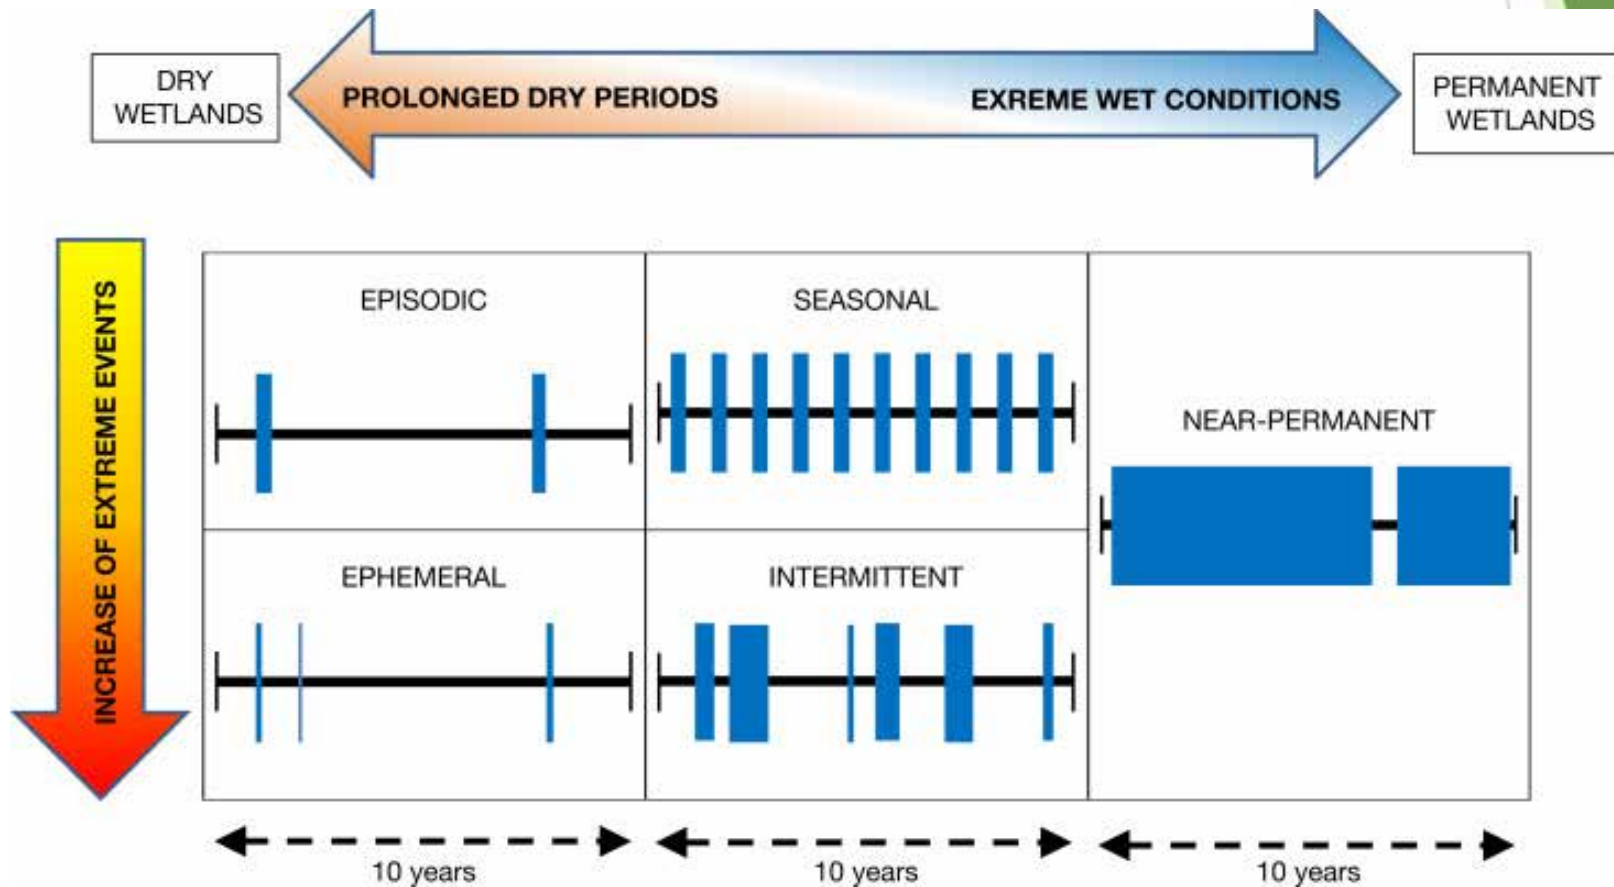 DRY
WETLANDS
PROLONGED DRY PERIODS
EXREME WET CONDITIONS
PERMANENT
WETLANDS
INCREASE OF EXTREME EVENTS
EPISODIC
SEASONAL
NEAR-PERMANENT
EPHEMERAL
INTERMITTENT
10 years
10 years
10 years